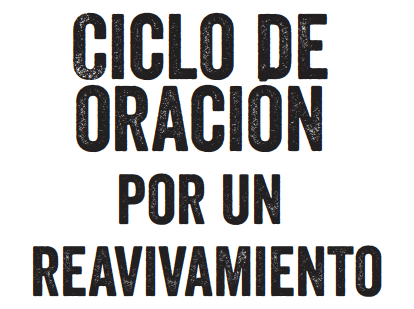 CICLO DE
ORACIÓN
POR UN
REAVIVAMIENTO